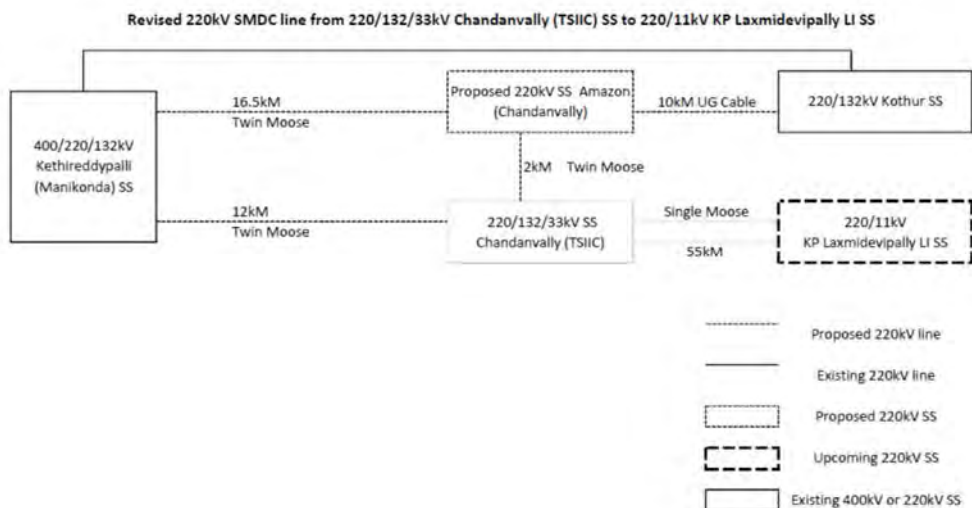 Revised 220kV SMDC line from 220/132/33kV Chandanvally (TSIIC) SS to 220/11kV KP Laxmidevipally LI SS
400/220/132kV
Kethireddypalli
(Manikonda) SS
16.5km
Twin Moose
Proposed 220kV SS Amazon
(Chandanvally)
10kM UG Cable
220/132kV Kothur SS
2kM Twin Moose
12kM
Twin Moose
220/132/33kV SS
Chandanvally (TSIIC)
Single Moose
55kM
220/11kV
KP Laxmidevipally LI SS
Proposed 220kV line
Existing 220kV line
Proposed 220kV SS
Upcoming 220kV SS
Existing 400kV or 220kV SS